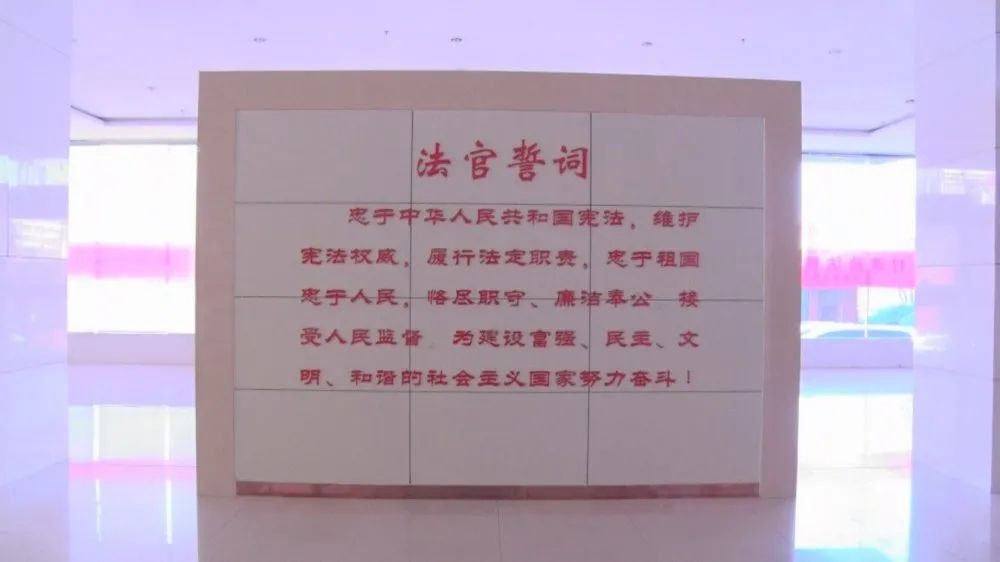 法官誓词
忠于中华人民共和国宪法，维护
宪法权威，履行法定职责，忠于祖国
忠于人民，恪尽职守、廉洁奉公 接
受人民监督 为建设富强、民主、文
明、和谐的社会主义国家努力奋斗！